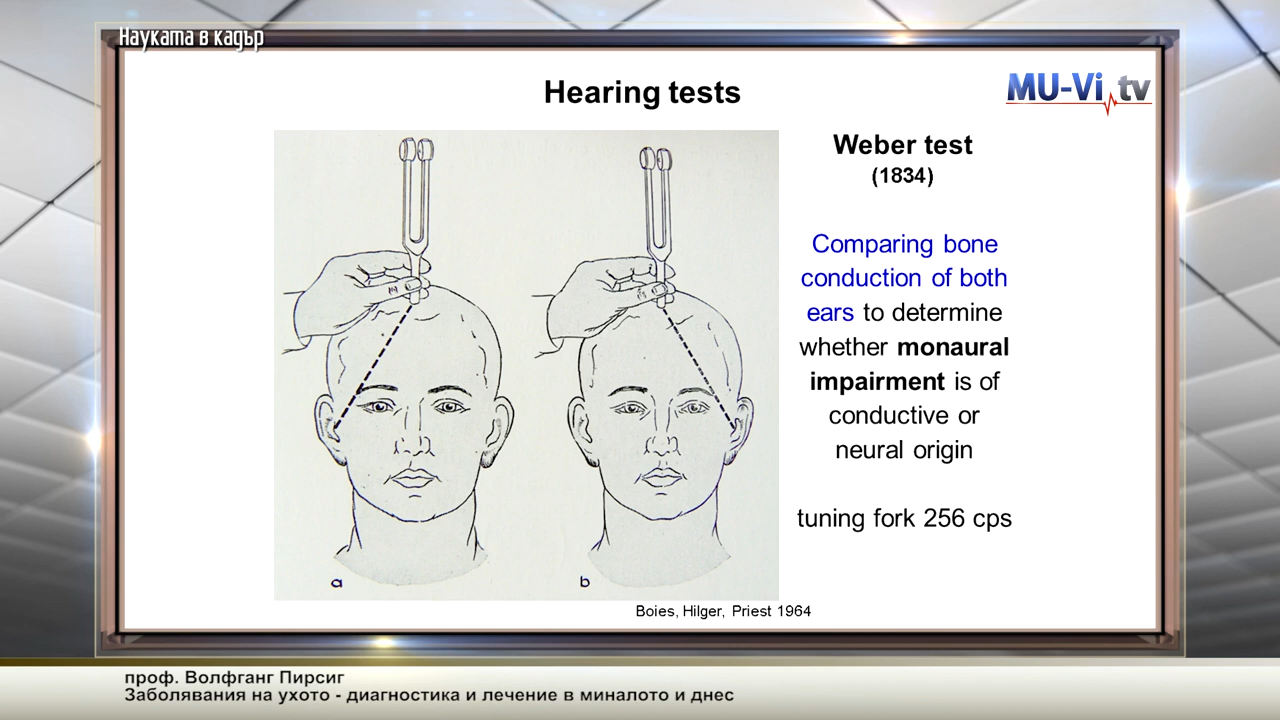 Науката в кадър
Hearing tests
MU-Vi.tv
Weber test
(1834)
Comparing bone
conduction of both
ears to determine
whether monaural
impairment is of
conductive or
neural origin
tuning fork 256 cps
a
b
Boies, Hilger, Priest 1964
проф. Волфганг Пирсиг
Заболявания на ухото - диагностика и лечение в миналото и днес